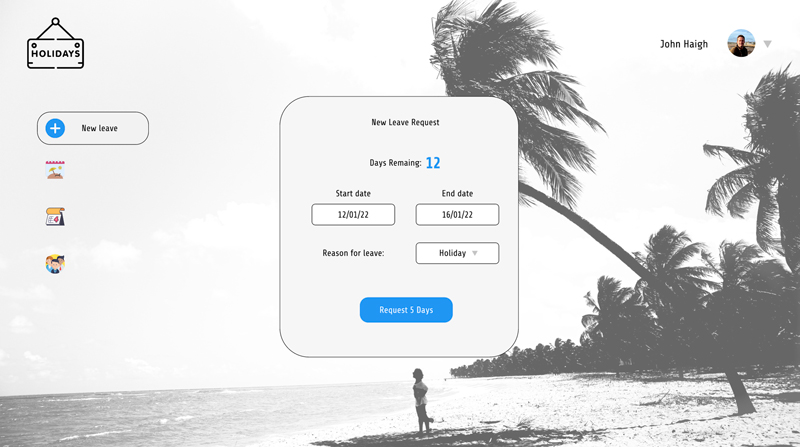 HOLIDAYS
John Haigh
New leave
New Leave Request
Days Remaing: 12
Start date End date
12/01/22 16/01/22
Reason for leave: Holiday
Request 5 Days